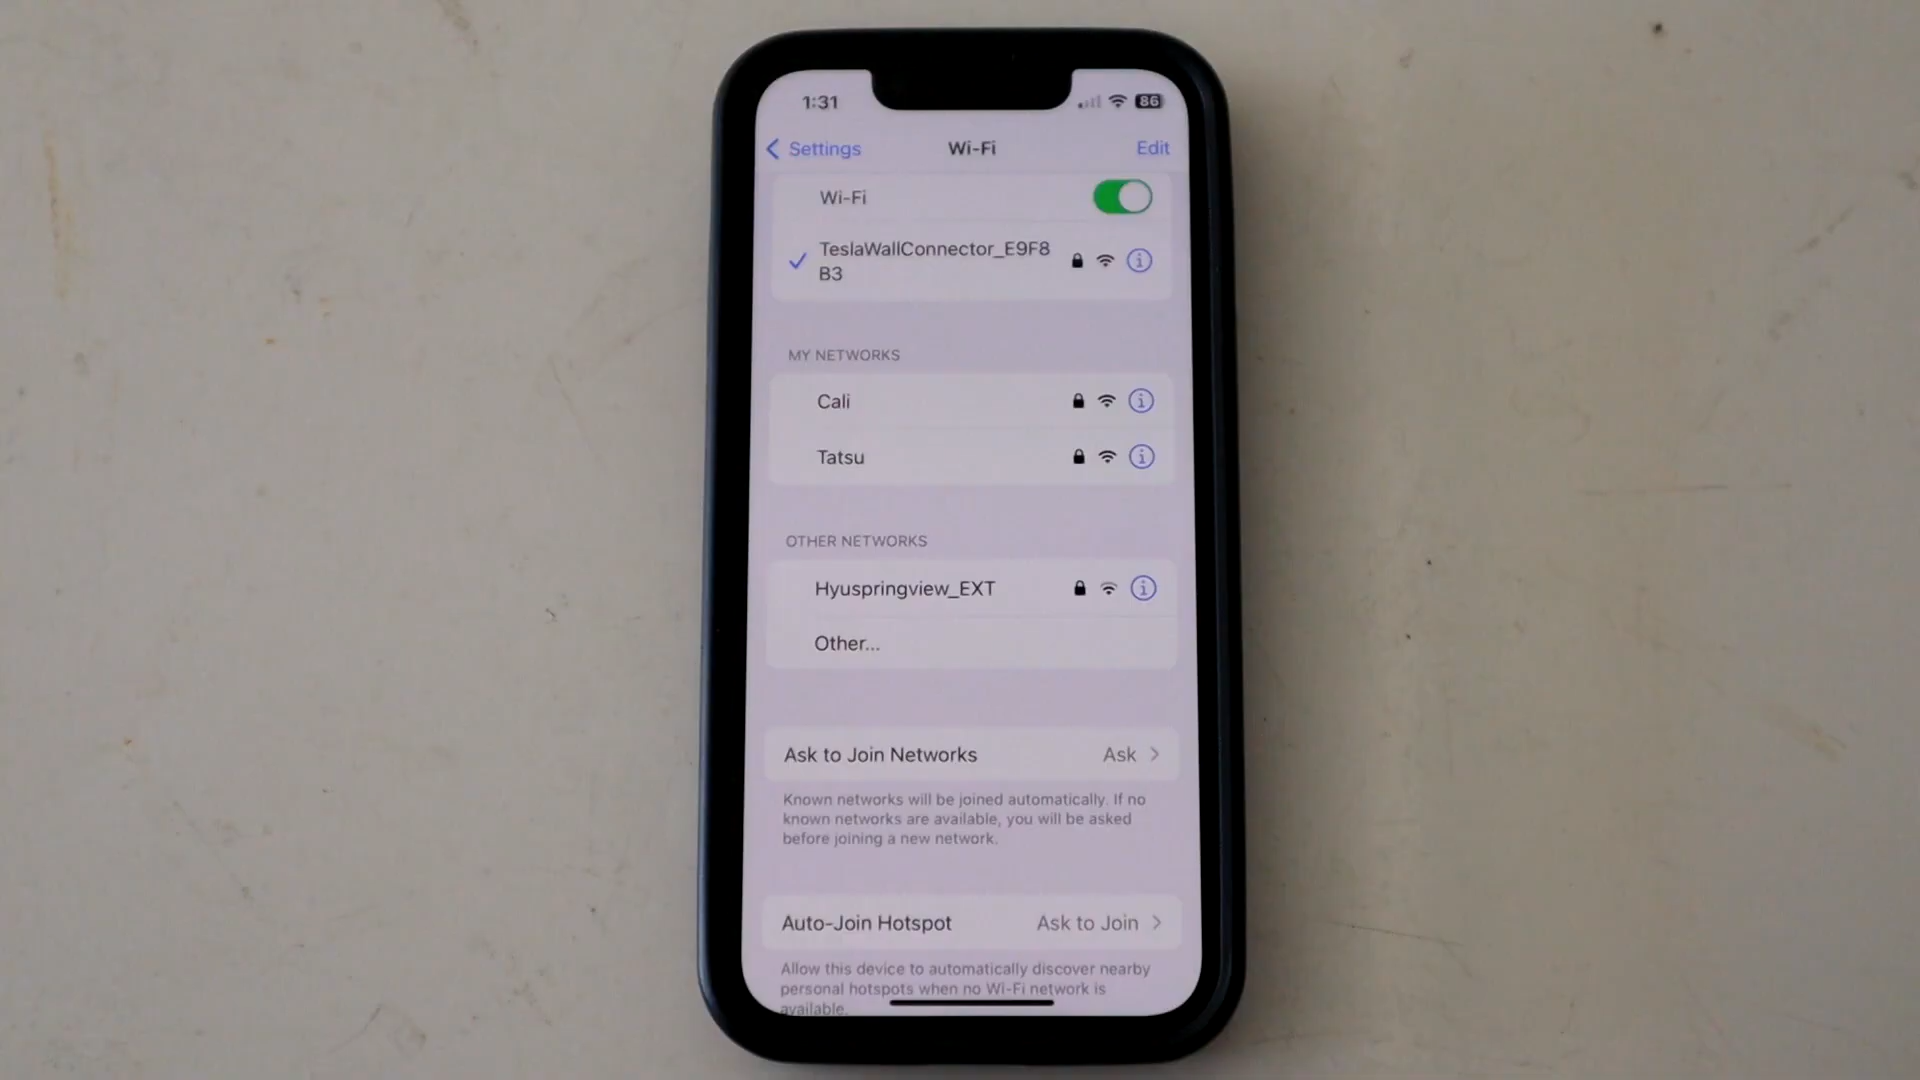 1:31
86
Settings
Wi-Fi
Edit
Wi-Fi
TeslaWallConnector_E9F8
B3
MY NETWORKS
Cali
Tatsu
OTHER NETWORKS
Hyuspringview_EXT
Other...
Ask to Join Networks Ask
Known networks will be joined automatically. If no
known networks are available, you will be asked
before joining a new network.
Auto-Join Hotspot Ask to Join
Allow this device to automatically discover nearby
personal hotspots when no Wi-Fi network is
available.